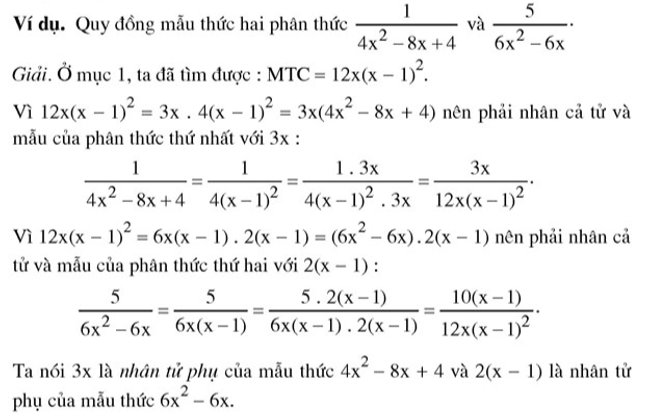 Ví dụ. Quy đồng mẫu thức hai phân thức 1/(4x² – 8x + 4) và 5/(6x² – 6x).
Giải. Ở mục 1, ta đã tìm được : MTC = 12x(x – 1)².
Vì 12x(x – 1)² = 3x . 4(x – 1)² = 3x(4x² – 8x + 4) nên phải nhân cả tử và
mẫu của phân thức thứ nhất với 3x :
1/(4x² – 8x + 4) = 1/(4(x – 1)²) = (1 . 3x)/(4(x – 1)² . 3x) = 3x/(12x(x – 1)²).
Vì 12x(x – 1)² = 6x(x – 1) . 2(x – 1) = (6x² – 6x).2(x – 1) nên phải nhân cả
tử và mẫu của phân thức thứ hai với 2(x – 1) :
5/(6x² – 6x) = 5/(6x(x – 1)) = (5 . 2(x – 1))/(6x(x – 1) . 2(x – 1)) = 10(x – 1)/(12x(x – 1)²).
Ta nói 3x là nhân tử phụ của mẫu thức 4x² – 8x + 4 và 2(x – 1) là nhân tử
phụ của mẫu thức 6x² – 6x.